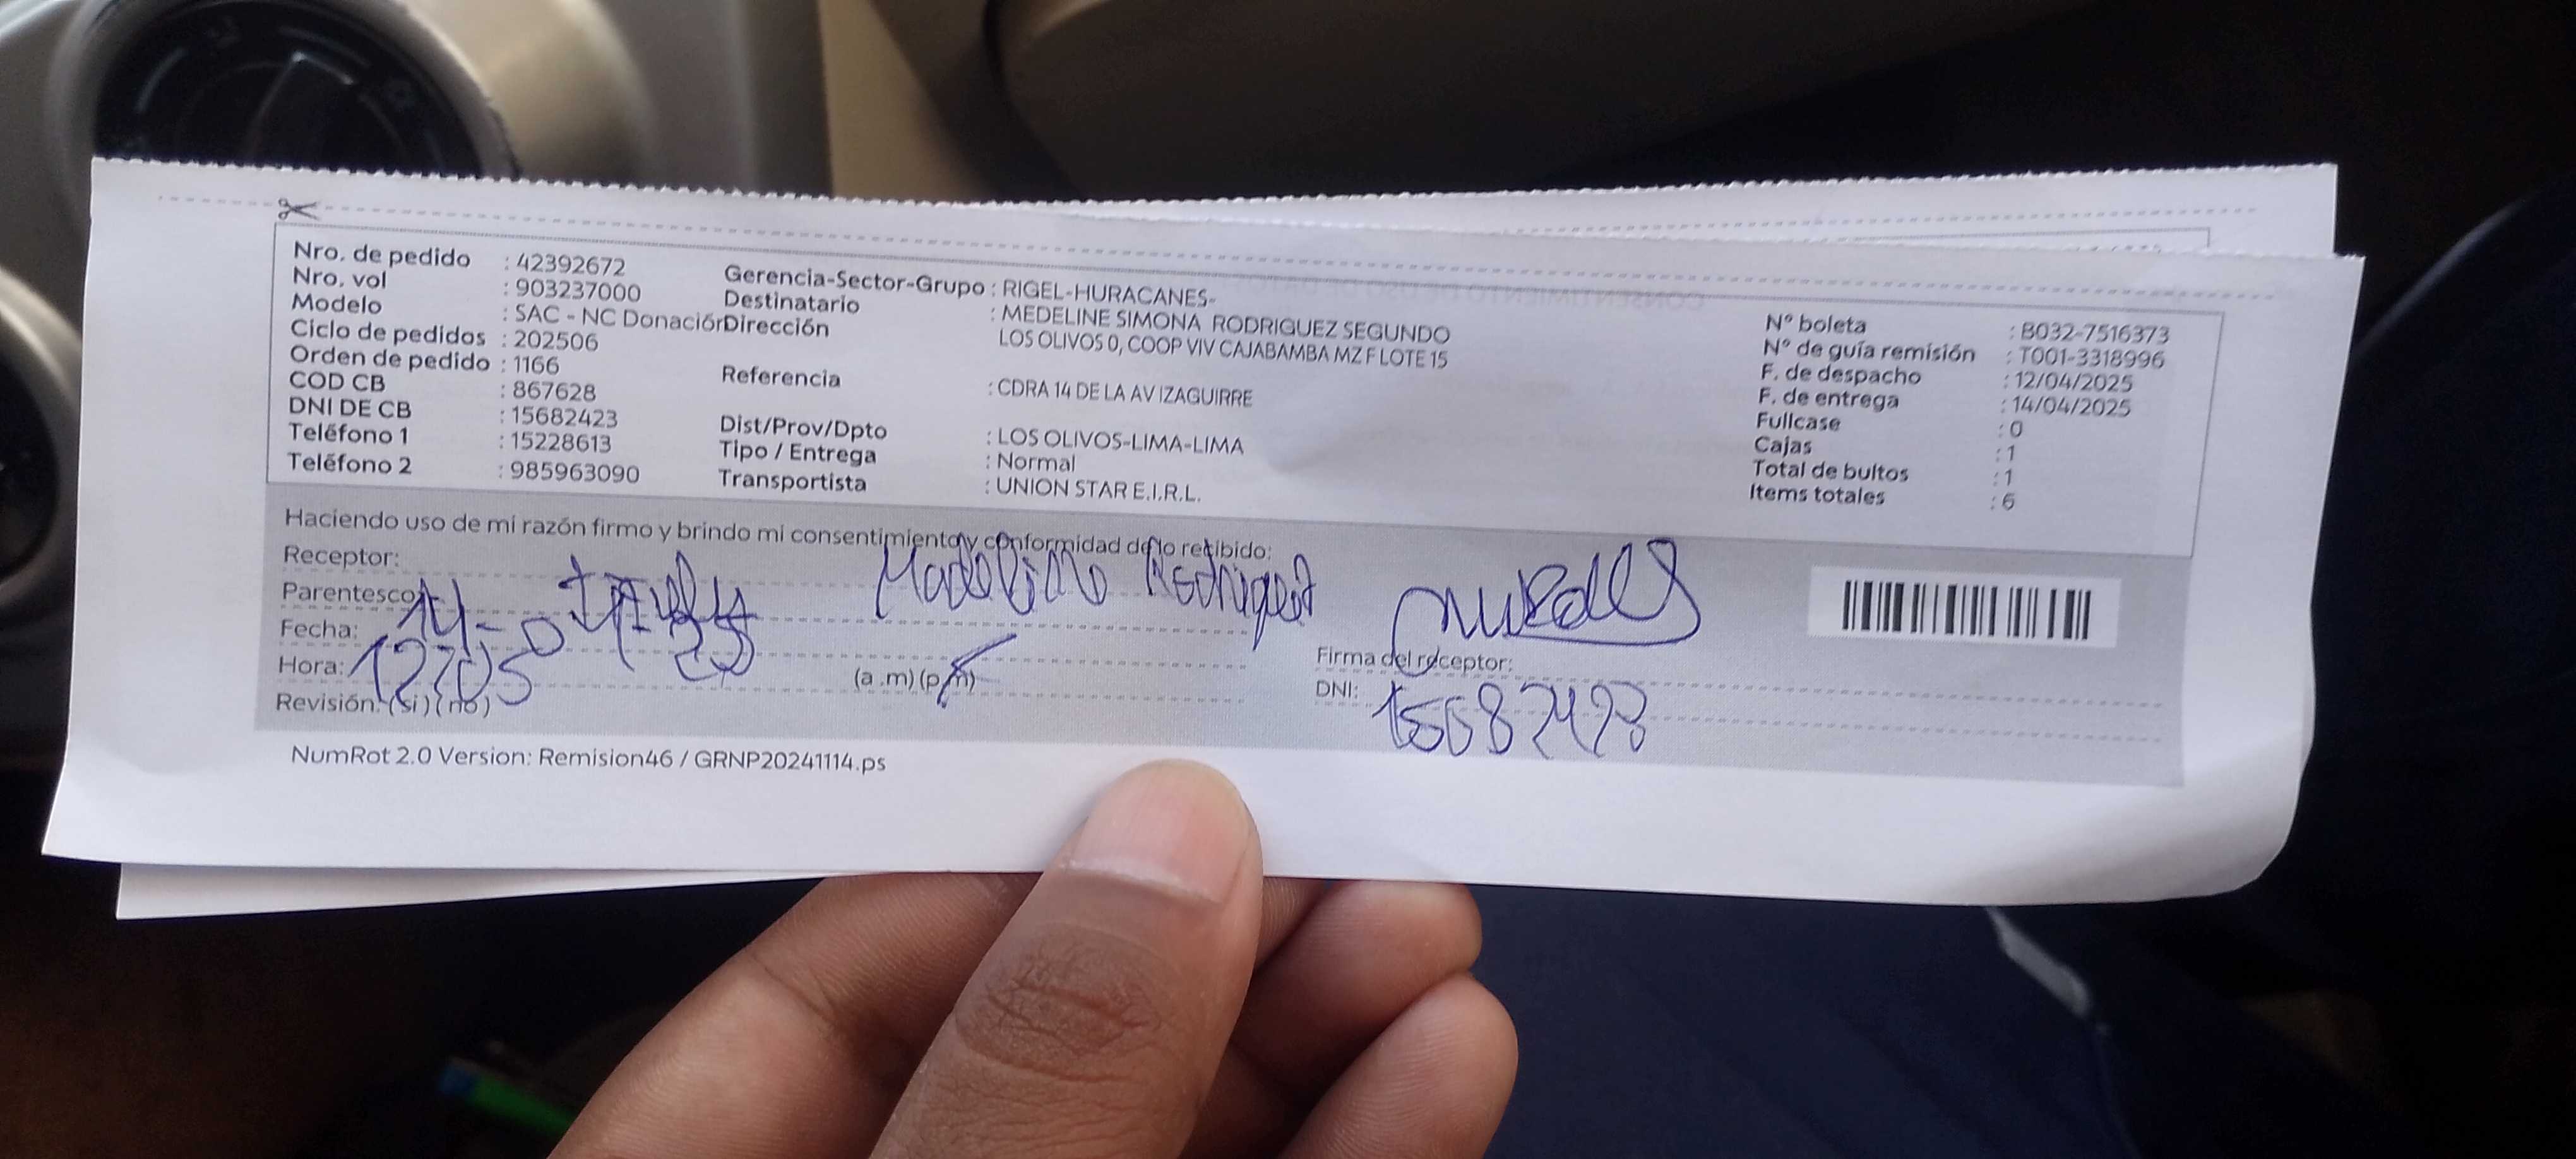 Nro. de pedido : 42392672
Nro. vol : 903237000
Modelo : SAC - NC Donación
Ciclo de pedidos : 202506
Orden de pedido : 1166
COD CB : 867628
DNI DE CB : 15682423
Teléfono 1 : 15228613
Teléfono 2 : 985963090
Gerencia-Sector-Grupo : RIGEL-HURACANES-
Destinatario : MEDELINE SIMONA RODRIGUEZ SEGUNDO
Dirección LOS OLIVOS 0, COOP VIV CAJABAMBA MZ F LOTE 15
Referencia : CDRA 14 DE LA AV IZAGUIRRE
Dist/Prov/Dpto : LOS OLIVOS-LIMA-LIMA
Tipo / Entrega : Normal
Transportista : UNION STAR E.I.R.L.
N° boleta : B032-7516373
N° de guía remisión : T001-3318996
F. de despacho : 12/04/2025
F. de entrega : 14/04/2025
Fullcase : 0
Cajas : 1
Total de bultos : 1
Items totales : 6
Haciendo uso de mi razón firmo y brindo mi consentimiento y conformidad de lo recibido:
Receptor:
Parentesco:
Fecha:
Hora: (a .m) (p.m)
Revisión: (si) (no)
Firma del receptor:
DNI: 15682423
NumRot 2.0 Version: Remision46 / GRNP20241114.ps